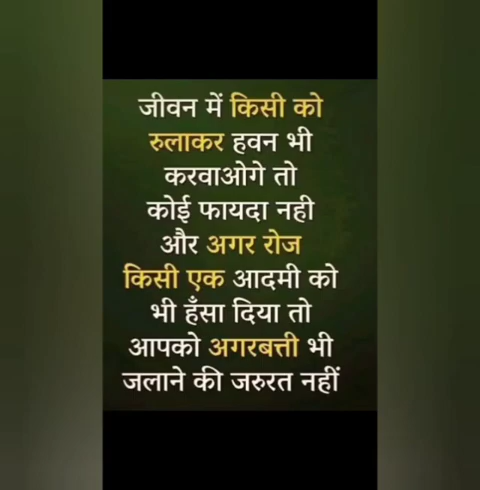 जीवन में किसी को
रुलाकर हवन भी
करवाओगे तो
कोई फायदा नही
और अगर रोज
किसी एक आदमी को
भी हँसा दिया तो
आपको अगरबत्ती भी
जलाने की जरुरत नहीं